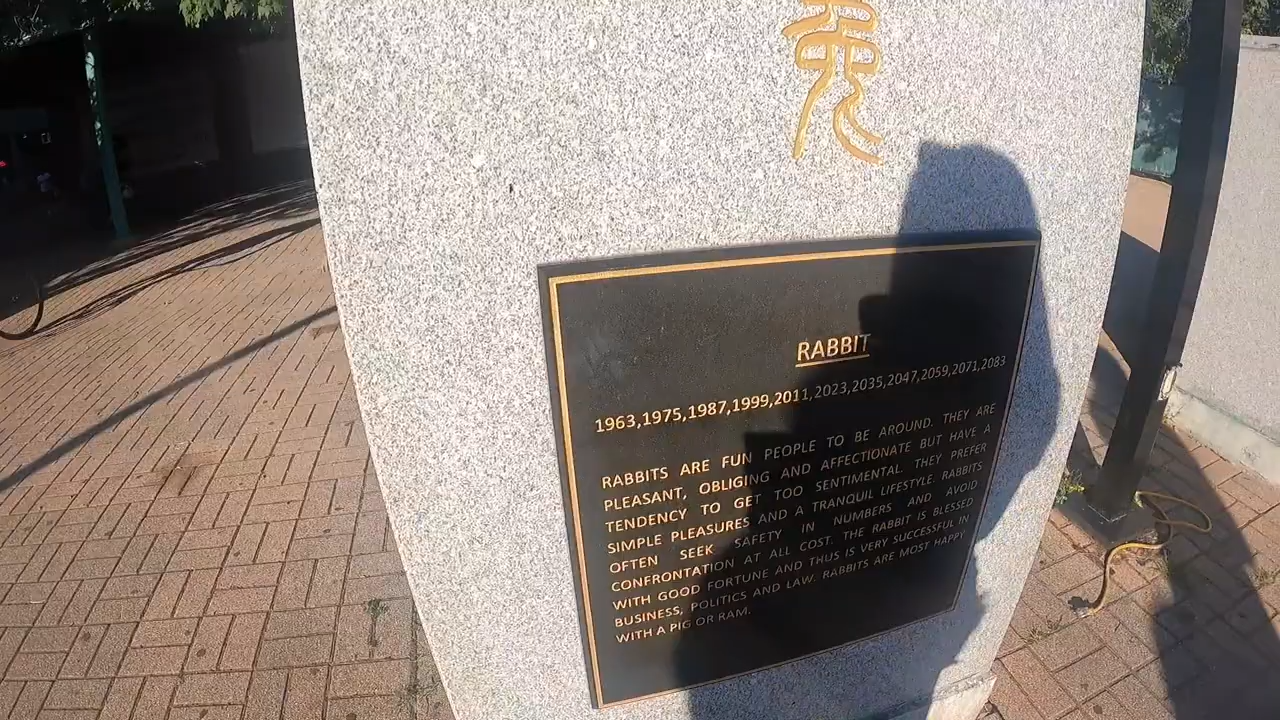 RABBIT
1963,1975,1987,1999,2011,2023,2035,2047,2059,2071,2083
RABBITS ARE FUN PEOPLE TO BE AROUND. THEY ARE
PLEASANT, OBLIGING AND AFFECTIONATE BUT HAVE A
TENDENCY TO GET TOO SENTIMENTAL. THEY PREFER
SIMPLE PLEASURES AND A TRANQUIL LIFESTYLE. RABBITS
OFTEN SEEK SAFETY IN NUMBERS AND AVOID
CONFRONTATION AT ALL COST. THE RABBIT IS BLESSED
WITH GOOD FORTUNE AND THUS IS VERY SUCCESSFUL IN
BUSINESS, POLITICS AND LAW. RABBITS ARE MOST HAPPY
WITH A PIG OR RAM.